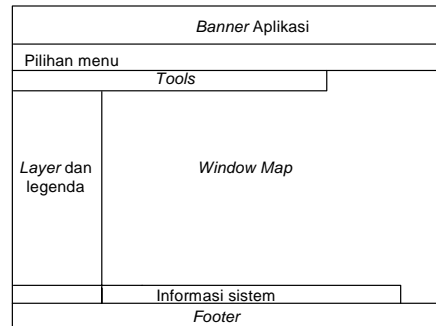 Banner Aplikasi
Pilihan menu
Tools
Layer dan
legenda
Window Map
Informasi sistem
Footer